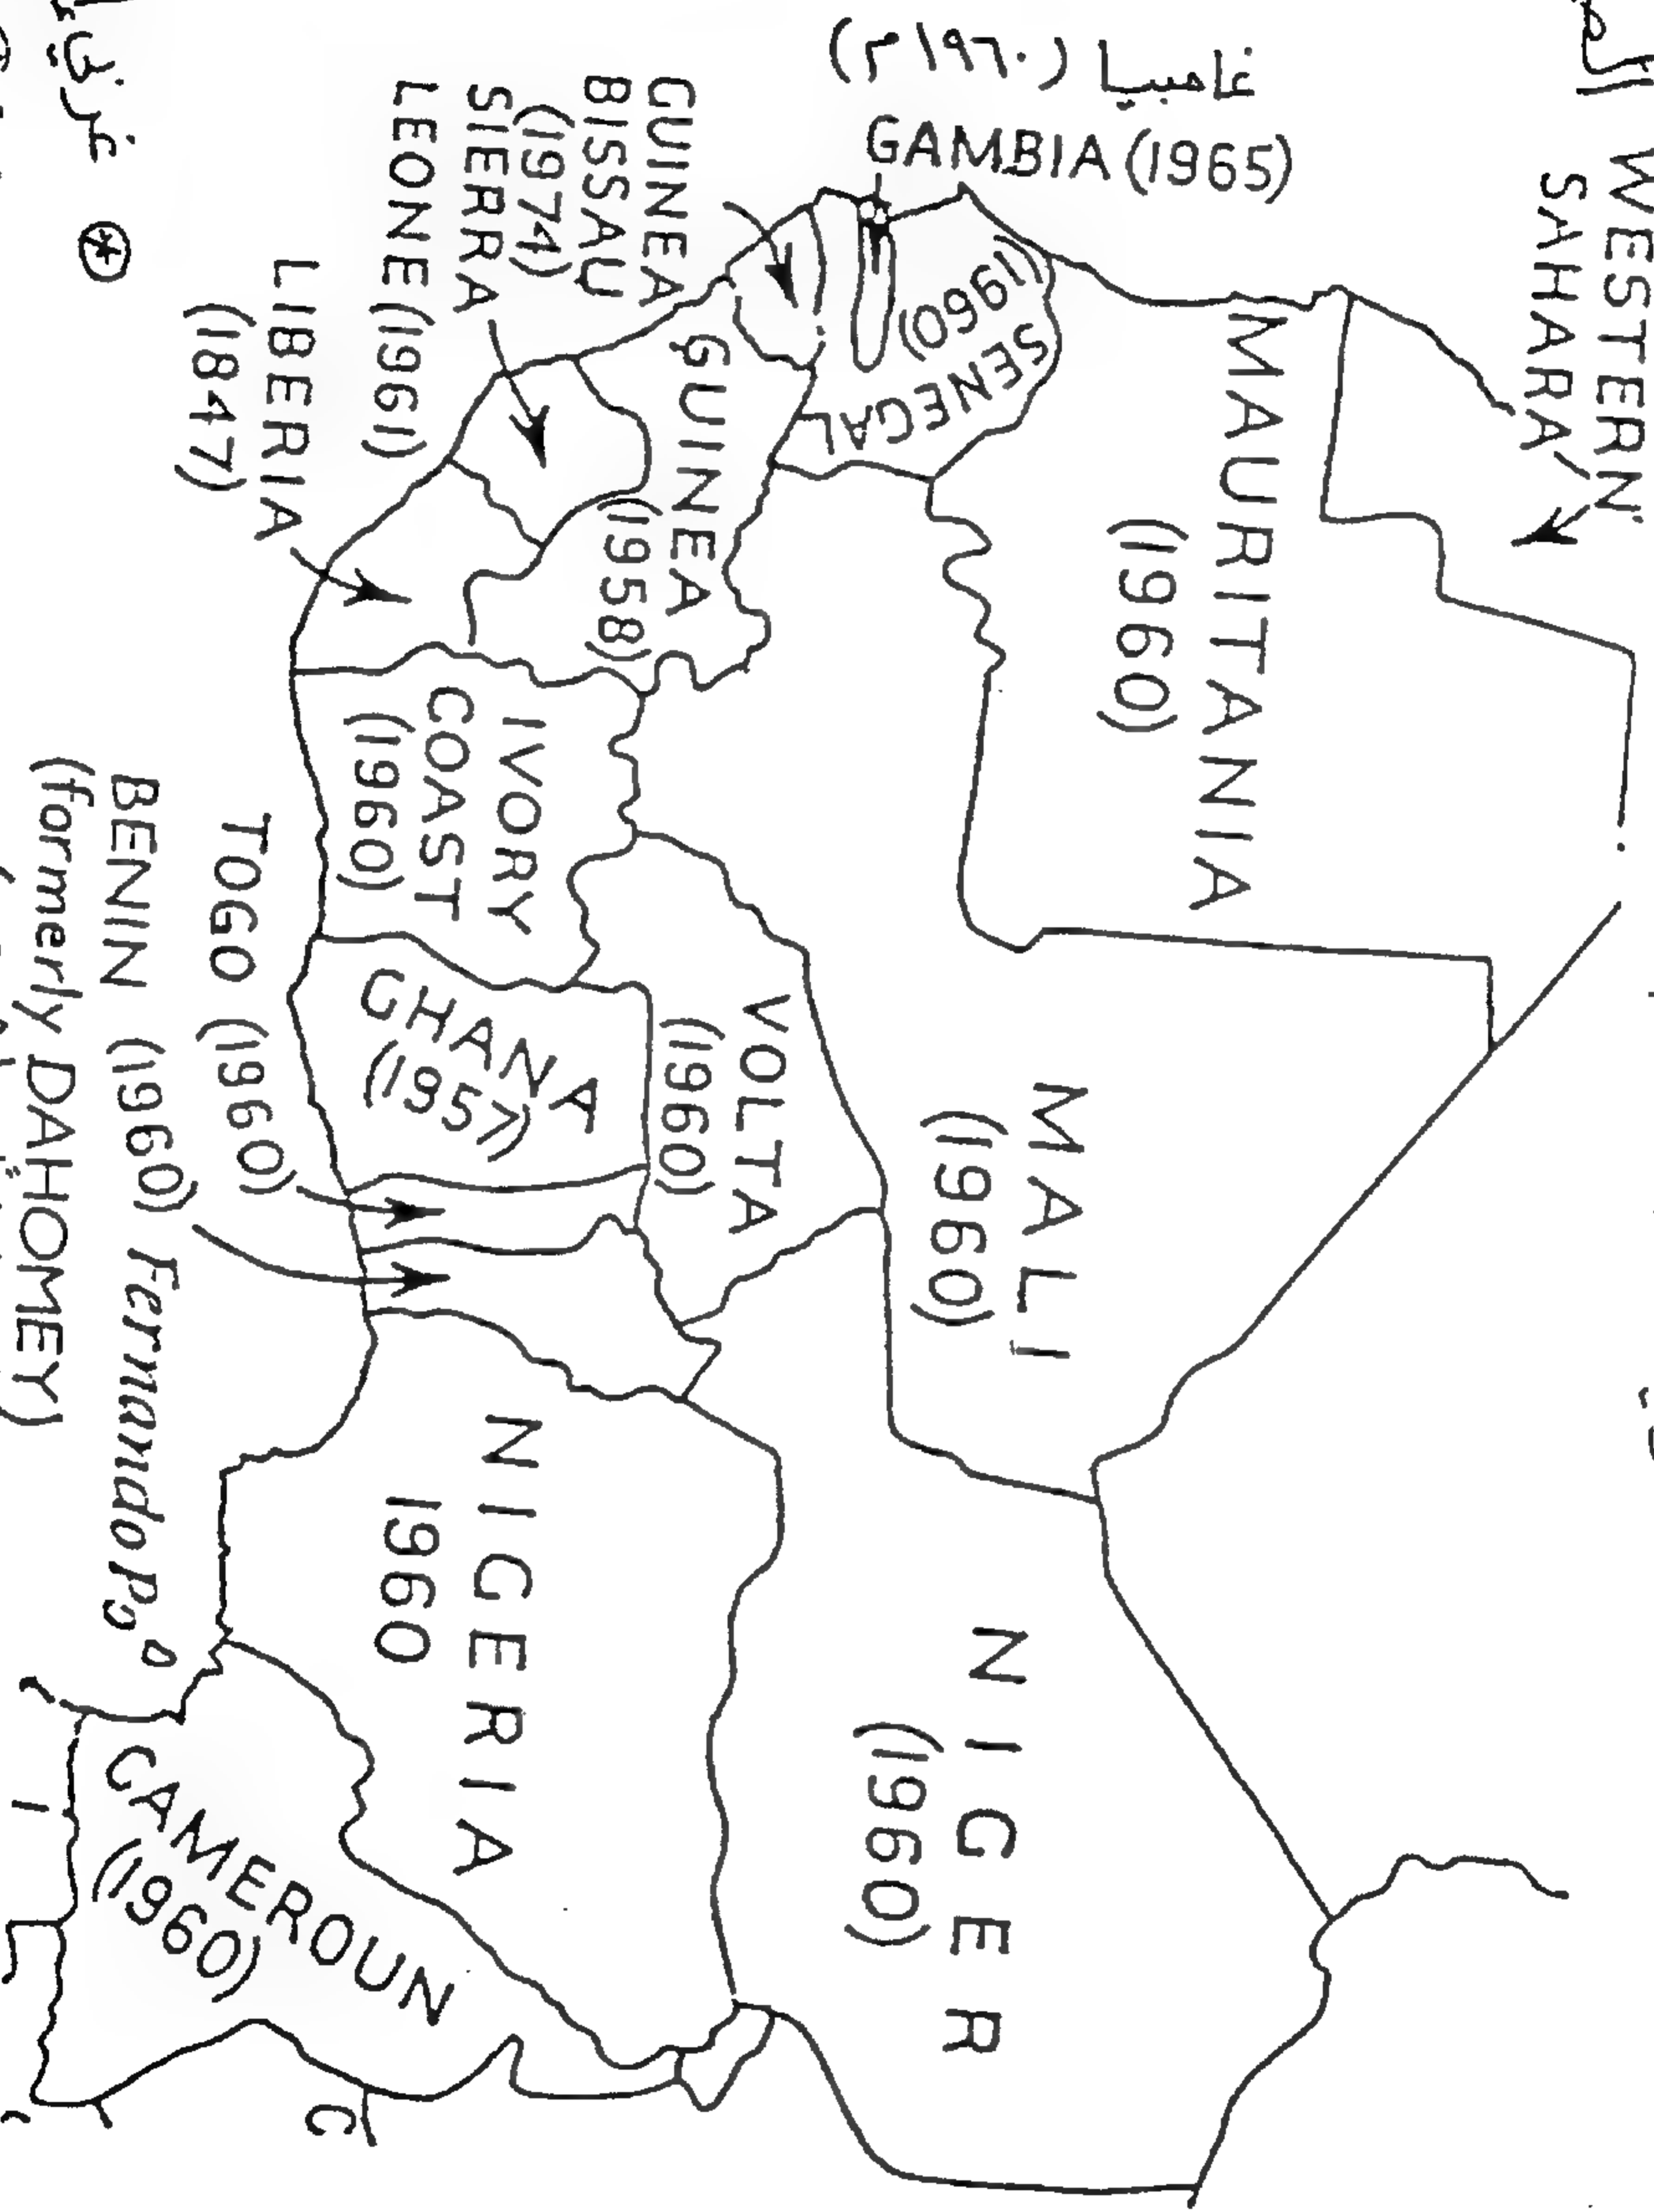 WESTERN
SAHARA
غامبيا (١٩٦٠م)
GAMBIA (1965)
(1960)
SENEGAL
MAURITANIA
(1960)
GUINEA
BISSAU
(1974)
SIERRA
LEONE (1961)
LIBERIA
(1847)
GUINEA
(1958)
IVORY
COAST
(1960)
GHANA
(1957)
VOLTA
(1960)
MALI
(1960)
TOGO (1960)
BENIN (1960)
(formerly DAHOMEY)
Fernando Po
NIGERIA
1960
NIGER
(1960)
CAMEROUN
(1960)
C